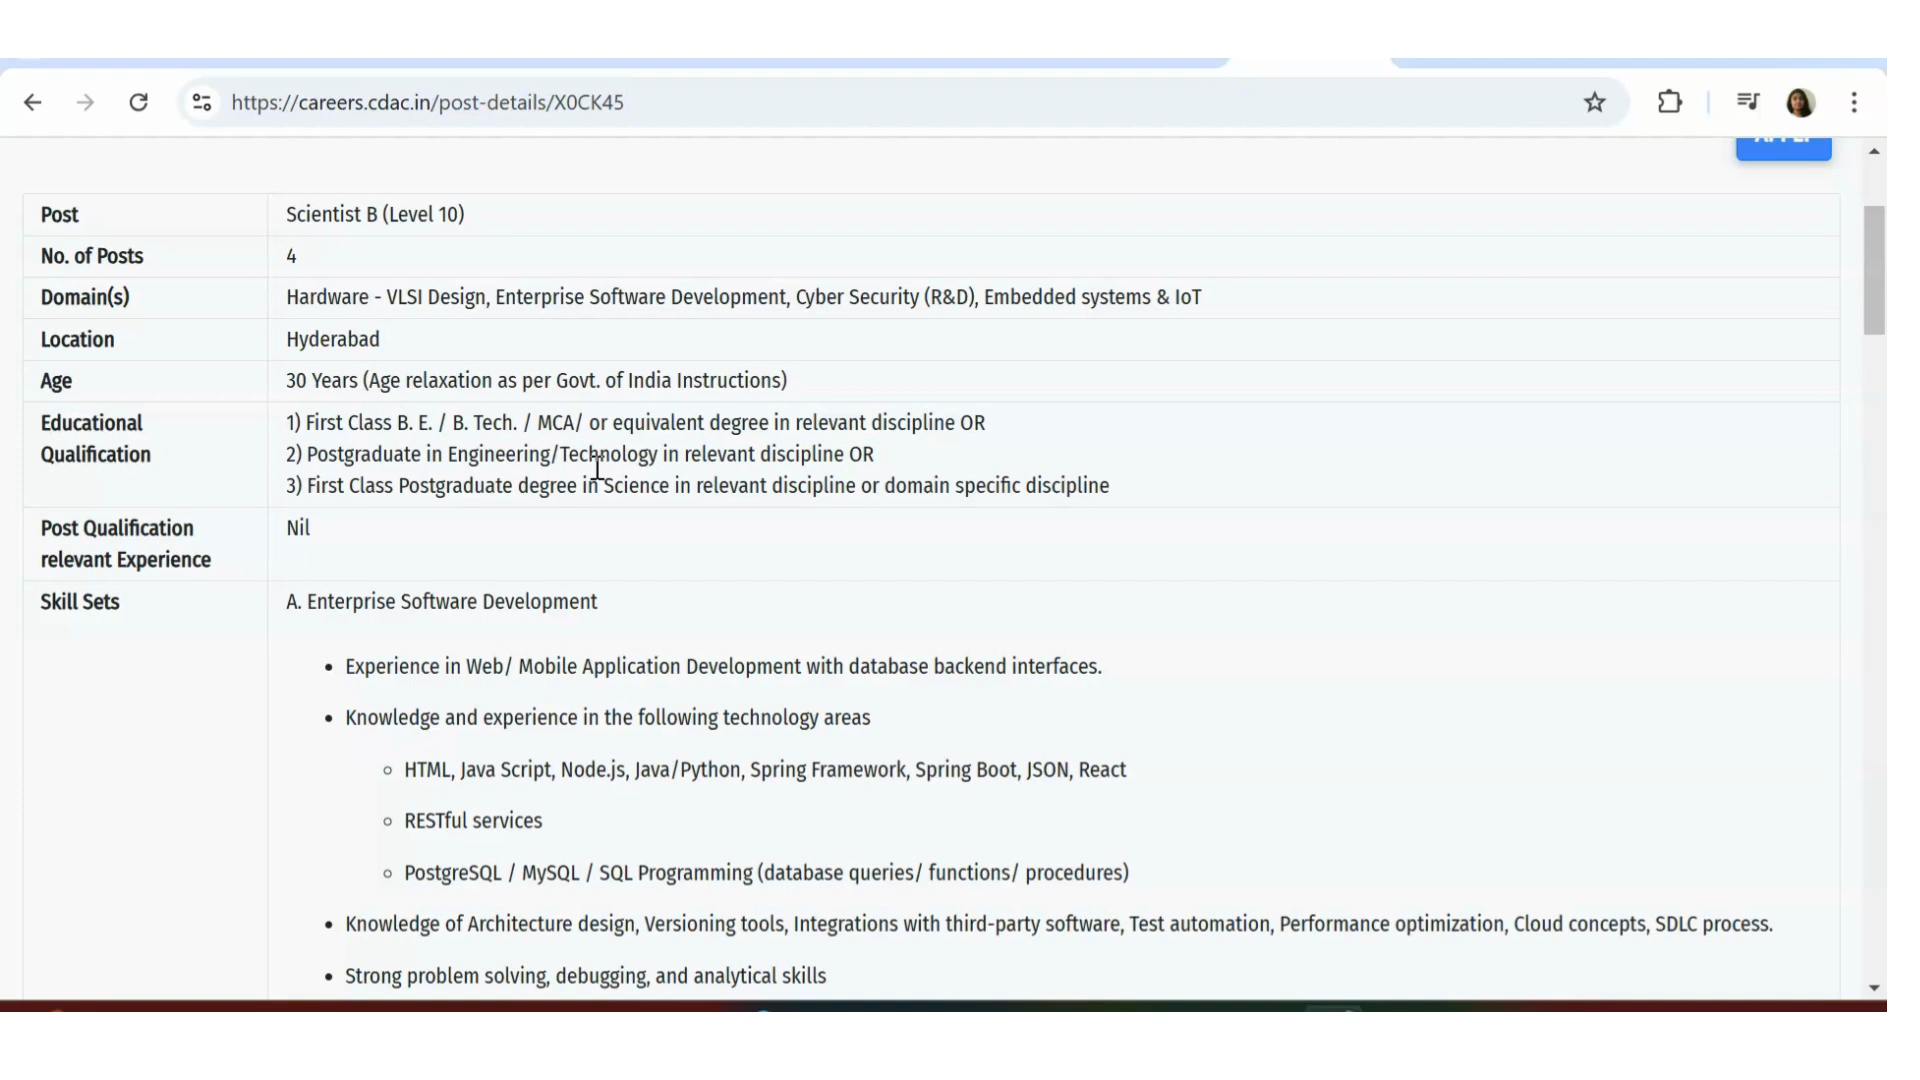 https://careers.cdac.in/post-details/X0CK45
Post
Scientist B (Level 10)
No. of Posts
4
Domain(s)
Hardware - VLSI Design, Enterprise Software Development, Cyber Security (R&D), Embedded systems & IoT
Location
Hyderabad
Age
30 Years (Age relaxation as per Govt. of India Instructions)
Educational
Qualification
1) First Class B. E. / B. Tech. / MCA/ or equivalent degree in relevant discipline OR
2) Postgraduate in Engineering/Technology in relevant discipline OR
3) First Class Postgraduate degree in Science in relevant discipline or domain specific discipline
Post Qualification
relevant Experience
Nil
Skill Sets
A. Enterprise Software Development
• Experience in Web/ Mobile Application Development with database backend interfaces.
• Knowledge and experience in the following technology areas
◦ HTML, Java Script, Node.js, Java/Python, Spring Framework, Spring Boot, JSON, React
◦ RESTful services
◦ PostgreSQL / MySQL / SQL Programming (database queries/ functions/ procedures)
• Knowledge of Architecture design, Versioning tools, Integrations with third-party software, Test automation, Performance optimization, Cloud concepts, SDLC process.
• Strong problem solving, debugging, and analytical skills